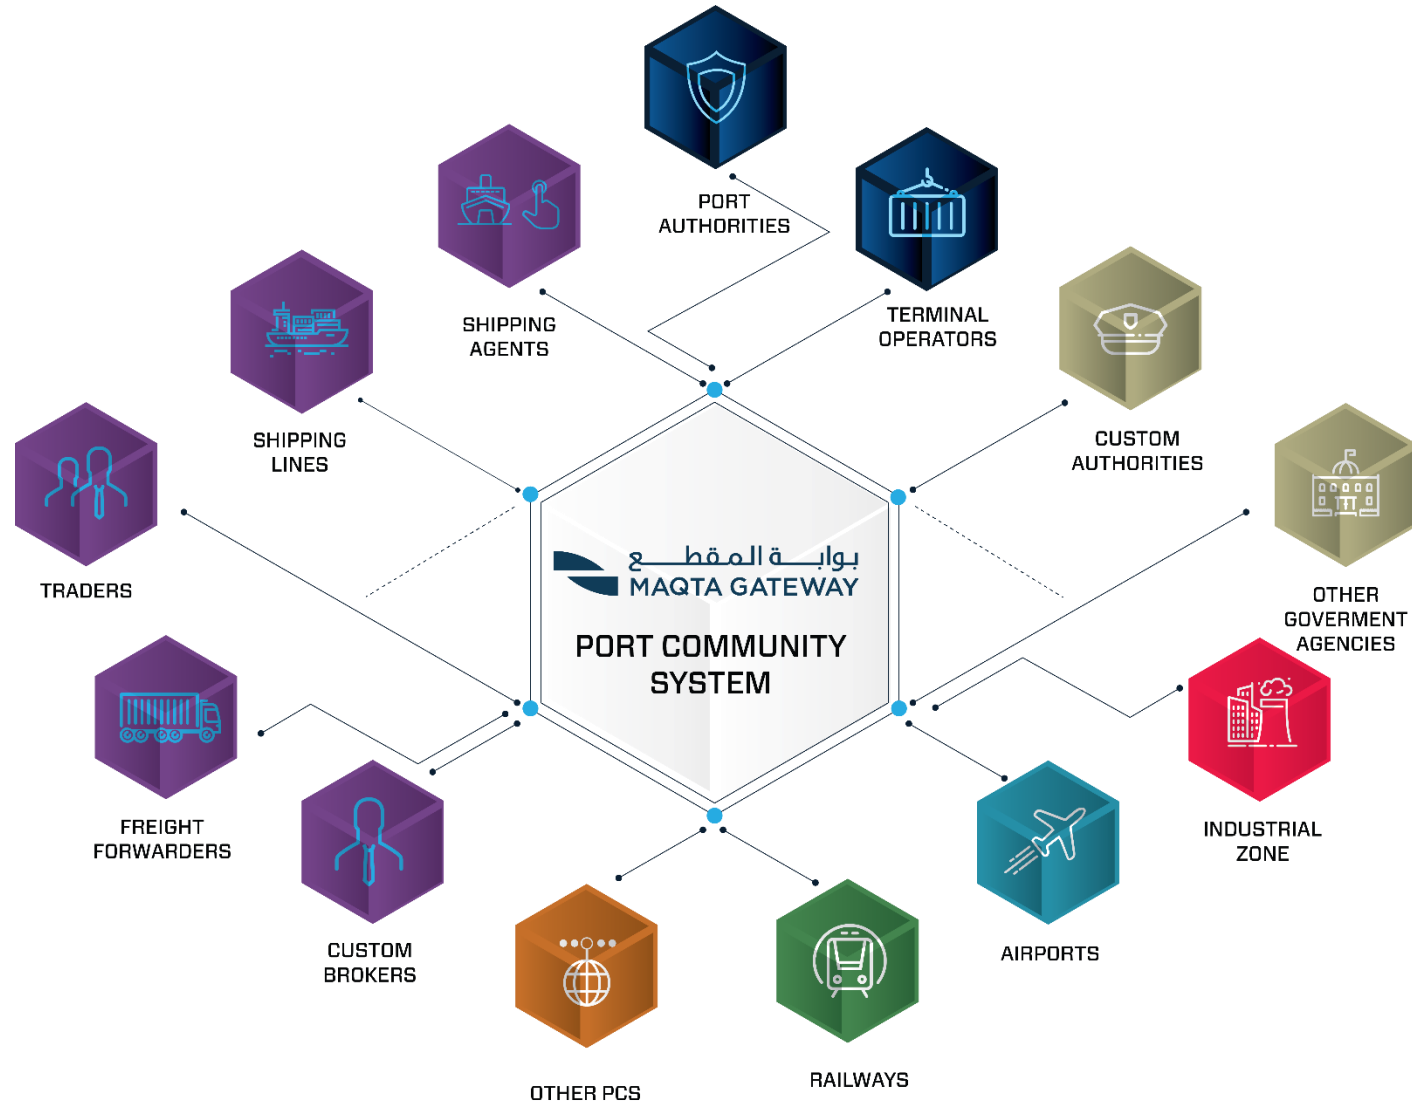 PORT
AUTHORITIES
SHIPPING
AGENTS
TERMINAL
OPERATORS
SHIPPING
LINES
CUSTOM
AUTHORITIES
TRADERS
OTHER
GOVERMENT
AGENCIES
بوابة المقطع
MAQTA GATEWAY
PORT COMMUNITY
SYSTEM
FREIGHT
FORWARDERS
INDUSTRIAL
ZONE
CUSTOM
BROKERS
AIRPORTS
OTHER PCS
RAILWAYS